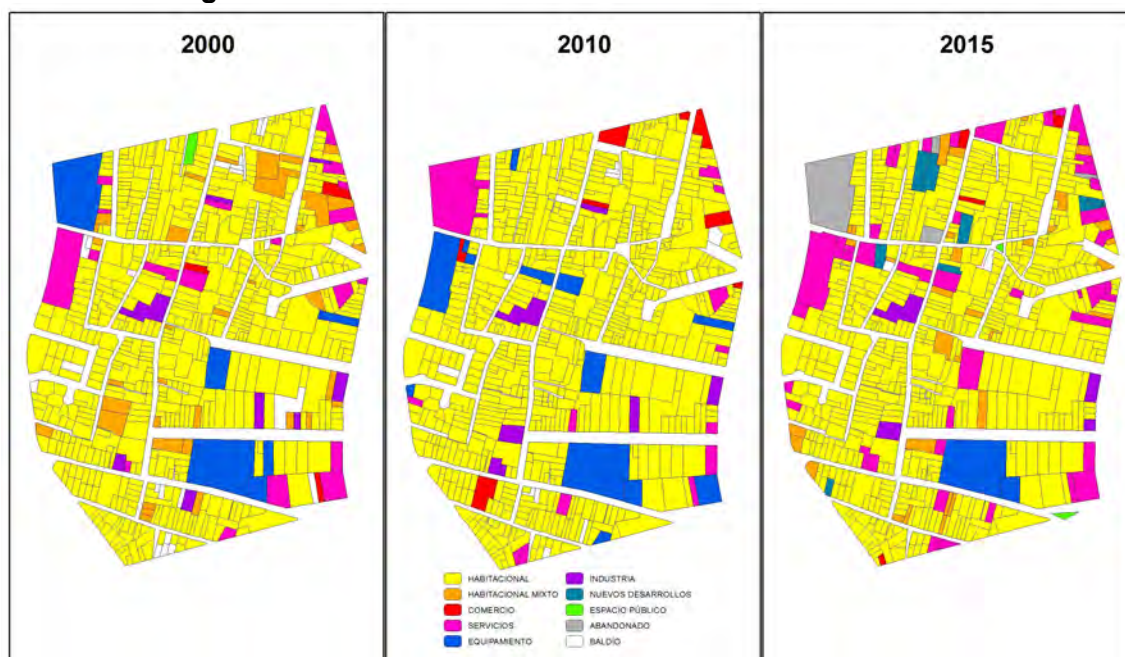 2000
2010
2015
HABITACIONAL
HABITACIONAL MIXTO
COMERCIO
SERVICIOS
EQUIPAMIENTO
INDUSTRIA
NUEVOS DESARROLLOS
ESPACIO PÚBLICO
ABANDONADO
BALDÍO